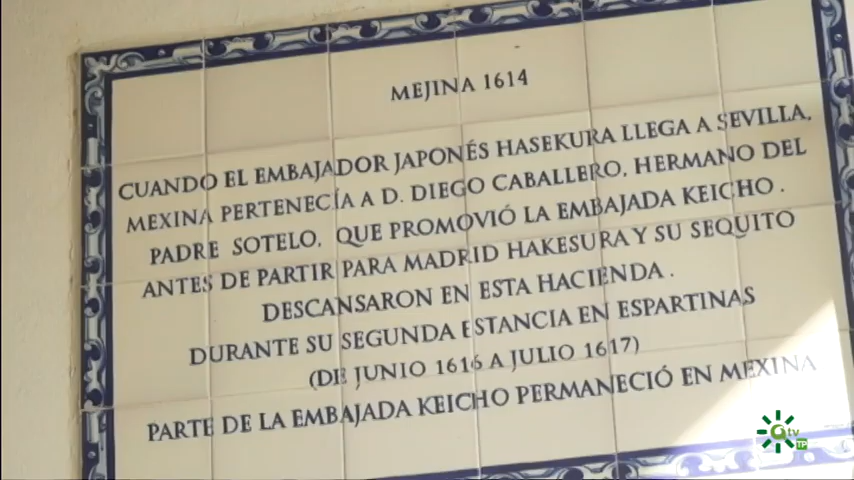 MEJINA 1614
CUANDO EL EMBAJADOR JAPONÉS HASEKURA LLEGA A SEVILLA,
MEXINA PERTENECÍA A D. DIEGO CABALLERO, HERMANO DEL
PADRE SOTELO, QUE PROMOVIÓ LA EMBAJADA KEICHO.
ANTES DE PARTIR PARA MADRID HAKESURA Y SU SEQUITO
DESCANSARON EN ESTA HACIENDA.
DURANTE SU SEGUNDA ESTANCIA EN ESPARTINAS
(DE JUNIO 1616 A JULIO 1617)
PARTE DE LA EMBAJADA KEICHO PERMANECIÓ EN MEXINA
tv
TP